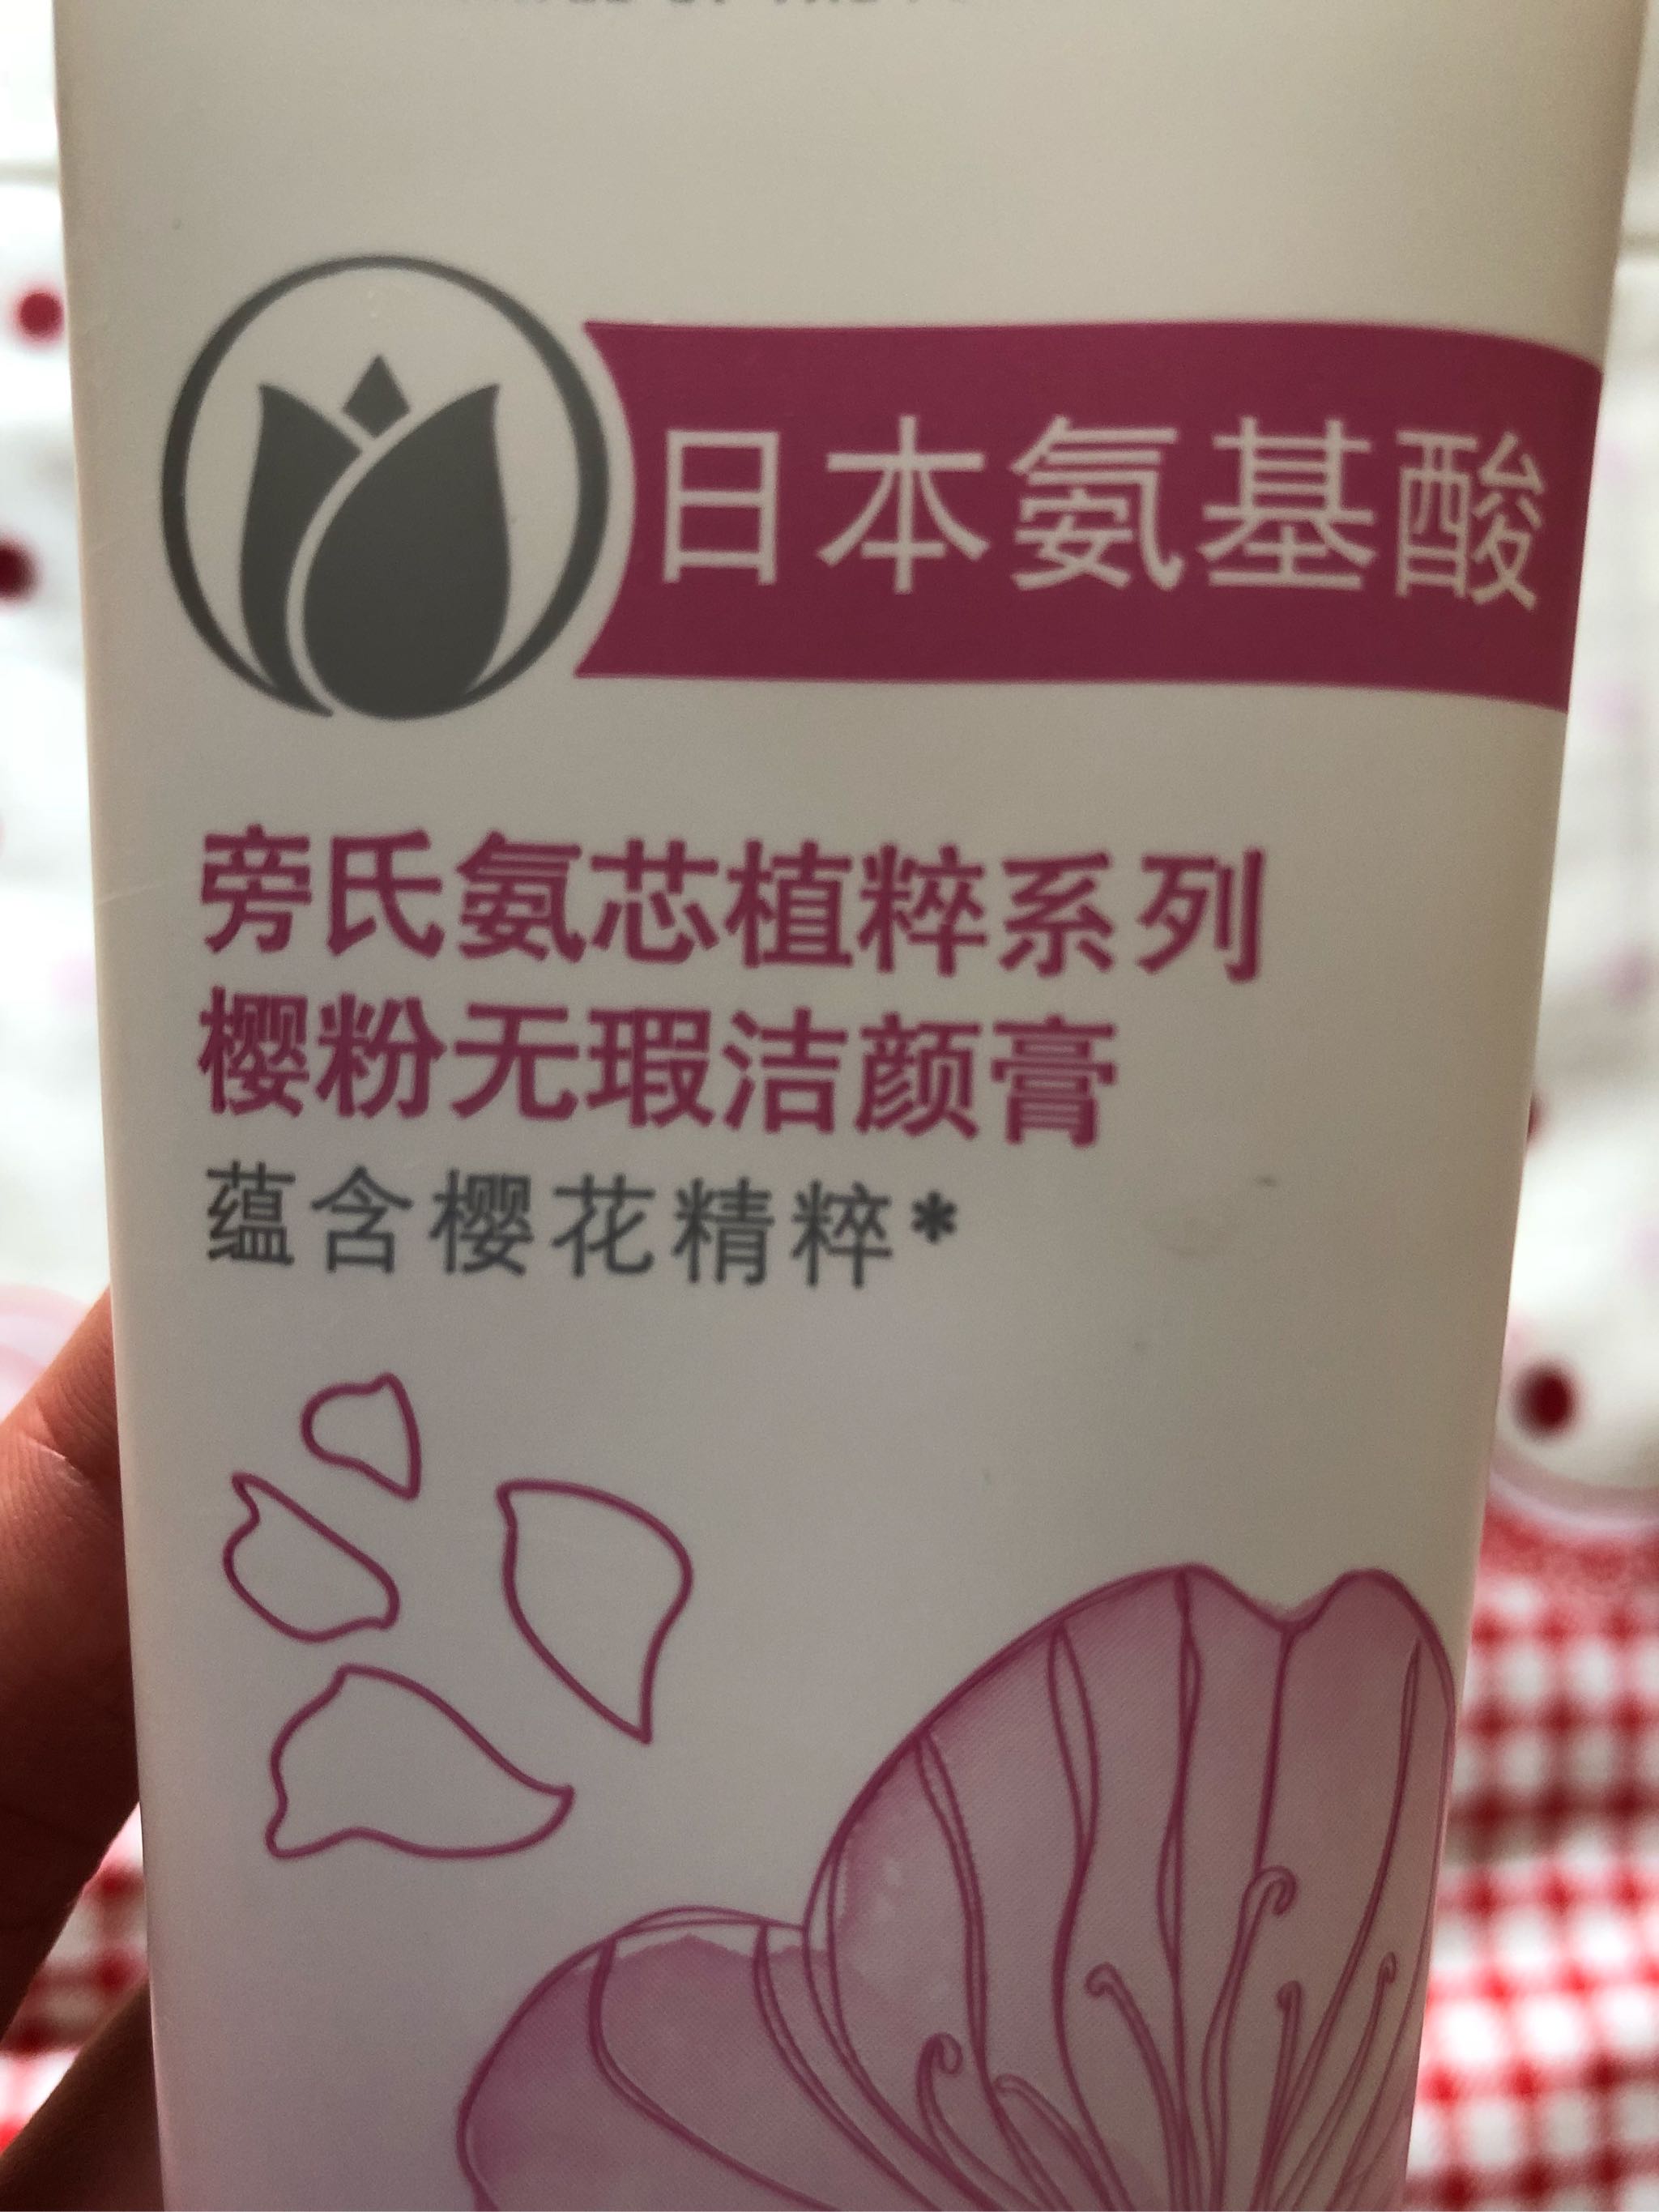 日本氨基酸
旁氏氨芯植粹系列
樱粉无瑕洁颜膏
蕴含樱花精粹*